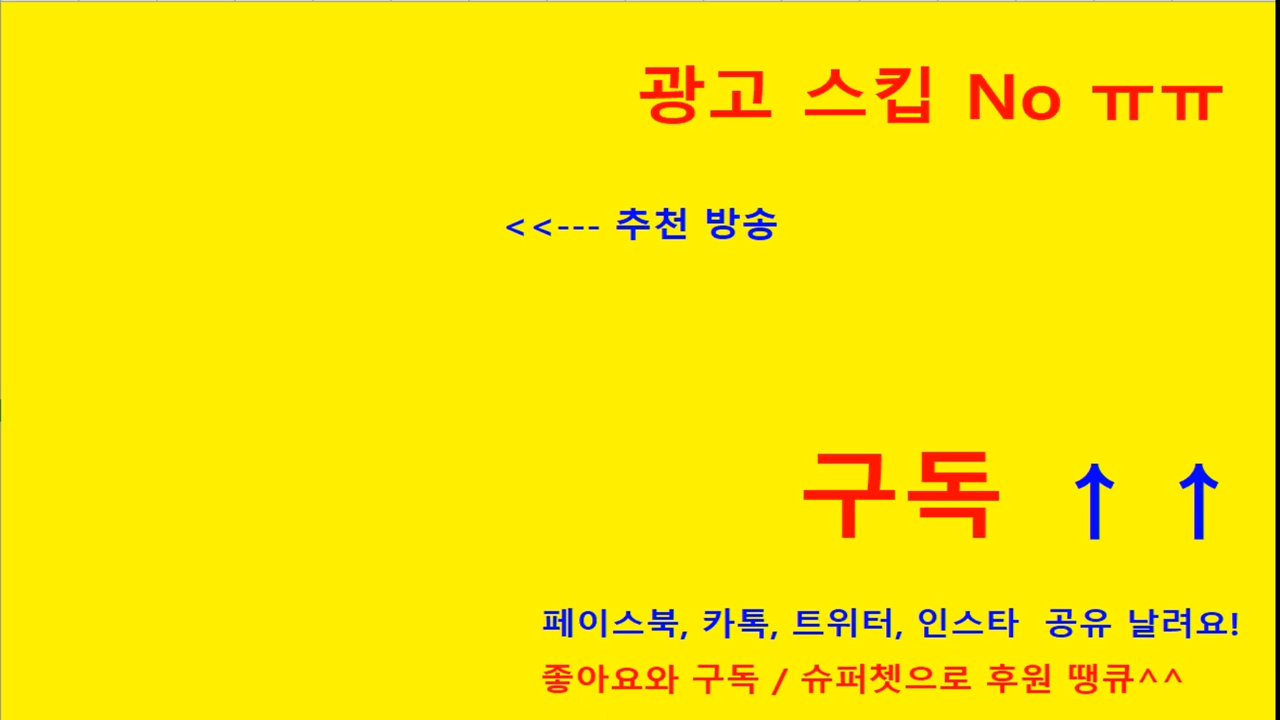 광고 스킵 No ㅠㅠ
<<--- 추천 방송
구독 ↑ ↑
페이스북, 카톡, 트위터, 인스타 공유 날려요!
좋아요와 구독 / 슈퍼쳇으로 후원 땡큐^^